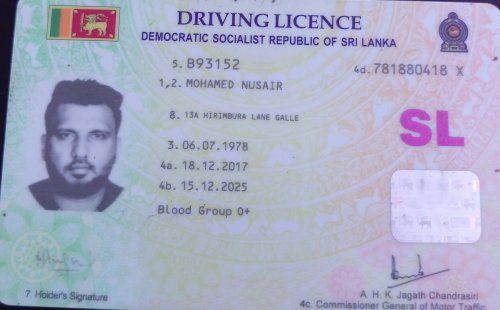 DRIVING LICENCE
DEMOCRATIC SOCIALIST REPUBLIC OF SRI LANKA
5. B93152
4d. 781880418 X
1,2. MOHAMED NUSAIR
8. 13A HIRIMBURA LANE GALLE
SL
3. 06.07.1978
4a. 18.12.2017
4b. 15.12.2025
Blood Group O+
7. Holder's Signature
A. H. K. Jagath Chandrasiri
4c. Commissioner General of Motor Traffic